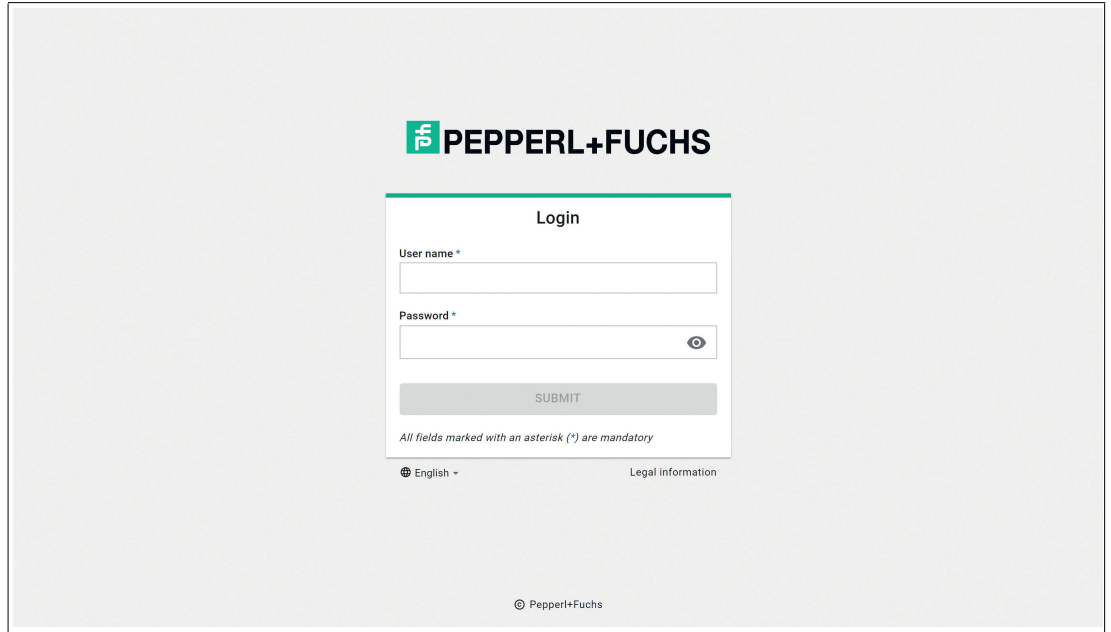 PEPPERL+FUCHS
Login
User name *
Password *
SUBMIT
All fields marked with an asterisk (*) are mandatory
English
Legal information
© Pepperl+Fuchs